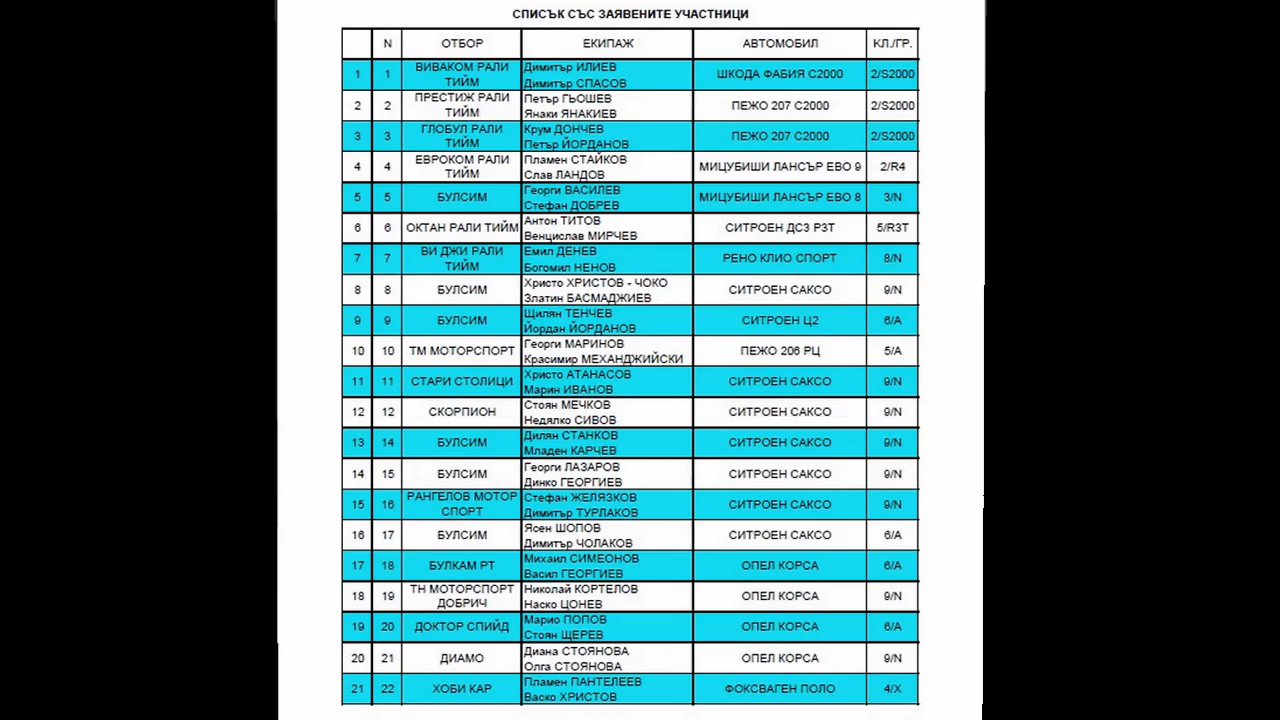 СПИСЪК СЪС ЗАЯВЕНИТЕ УЧАСТНИЦИ
N ОТБОР ЕКИПАЖ АВТОМОБИЛ КЛ./ГР.
1 1 ВИВАКОМ РАЛИ ТИЙМ Димитър ИЛИЕВ Димитър СПАСОВ ШКОДА ФАБИЯ С2000 2/S2000
2 2 ПРЕСТИЖ РАЛИ ТИЙМ Петър ГЬОШЕВ Янаки ЯНАКИЕВ ПЕЖО 207 С2000 2/S2000
3 3 ГЛОБУЛ РАЛИ ТИЙМ Крум ДОНЧЕВ Петър ЙОРДАНОВ ПЕЖО 207 С2000 2/S2000
4 4 ЕВРОКОМ РАЛИ ТИЙМ Пламен СТАЙКОВ Слав ЛАНДОВ МИЦУБИШИ ЛАНСЪР ЕВО 9 2/R4
5 5 БУЛСИМ Георги ВАСИЛЕВ Стефан ДОБРЕВ МИЦУБИШИ ЛАНСЪР ЕВО 8 3/N
6 6 ОКТАН РАЛИ ТИЙМ Антон ТИТОВ Венцислав МИРЧЕВ СИТРОЕН ДС3 Р3Т 5/R3T
7 7 ВИ ДЖИ РАЛИ ТИЙМ Емил ДЕНЕВ Богомил НЕНОВ РЕНО КЛИО СПОРТ 8/N
8 8 БУЛСИМ Христо ХРИСТОВ - ЧОКО Златин БАСМАДЖИЕВ СИТРОЕН САКСО 9/N
9 9 БУЛСИМ Щилян ТЕНЧЕВ Йордан ЙОРДАНОВ СИТРОЕН Ц2 6/A
10 10 ТМ МОТОРСПОРТ Георги МАРИНОВ Красимир МЕХАНДЖИЙСКИ ПЕЖО 206 РЦ 5/A
11 11 СТАРИ СТОЛИЦИ Христо АТАНАСОВ Марин ИВАНОВ СИТРОЕН САКСО 9/N
12 12 СКОРПИОН Стоян МЕЧКОВ Недялко СИВОВ СИТРОЕН САКСО 9/N
13 14 БУЛСИМ Дилян СТАНКОВ Младен КАРЧЕВ СИТРОЕН САКСО 9/N
14 15 БУЛСИМ Георги ЛАЗАРОВ Динко ГЕОРГИЕВ СИТРОЕН САКСО 9/N
15 16 РАНГЕЛОВ МОТОР СПОРТ Стефан ЖЕЛЯЗКОВ Димитър ТУРЛАКОВ СИТРОЕН САКСО 9/N
16 17 БУЛСИМ Ясен ШОПОВ Димитър ЧОЛАКОВ СИТРОЕН САКСО 6/A
17 18 БУЛКАМ РТ Михаил СИМЕОНОВ Васил ГЕОРГИЕВ ОПЕЛ КОРСА 6/A
18 19 ТН МОТОРСПОРТ ДОБРИЧ Николай КОРТЕЛОВ Наско ЦОНЕВ ОПЕЛ КОРСА 9/N
19 20 ДОКТОР СПИЙД Марио ПОПОВ Стоян ЩЕРЕВ ОПЕЛ КОРСА 6/A
20 21 ДИАМО Диана СТОЯНОВА Олга СТОЯНОВА ОПЕЛ КОРСА 9/N
21 22 ХОБИ КАР Пламен ПАНТЕЛЕЕВ Васко ХРИСТОВ ФОКСВАГЕН ПОЛО 4/X